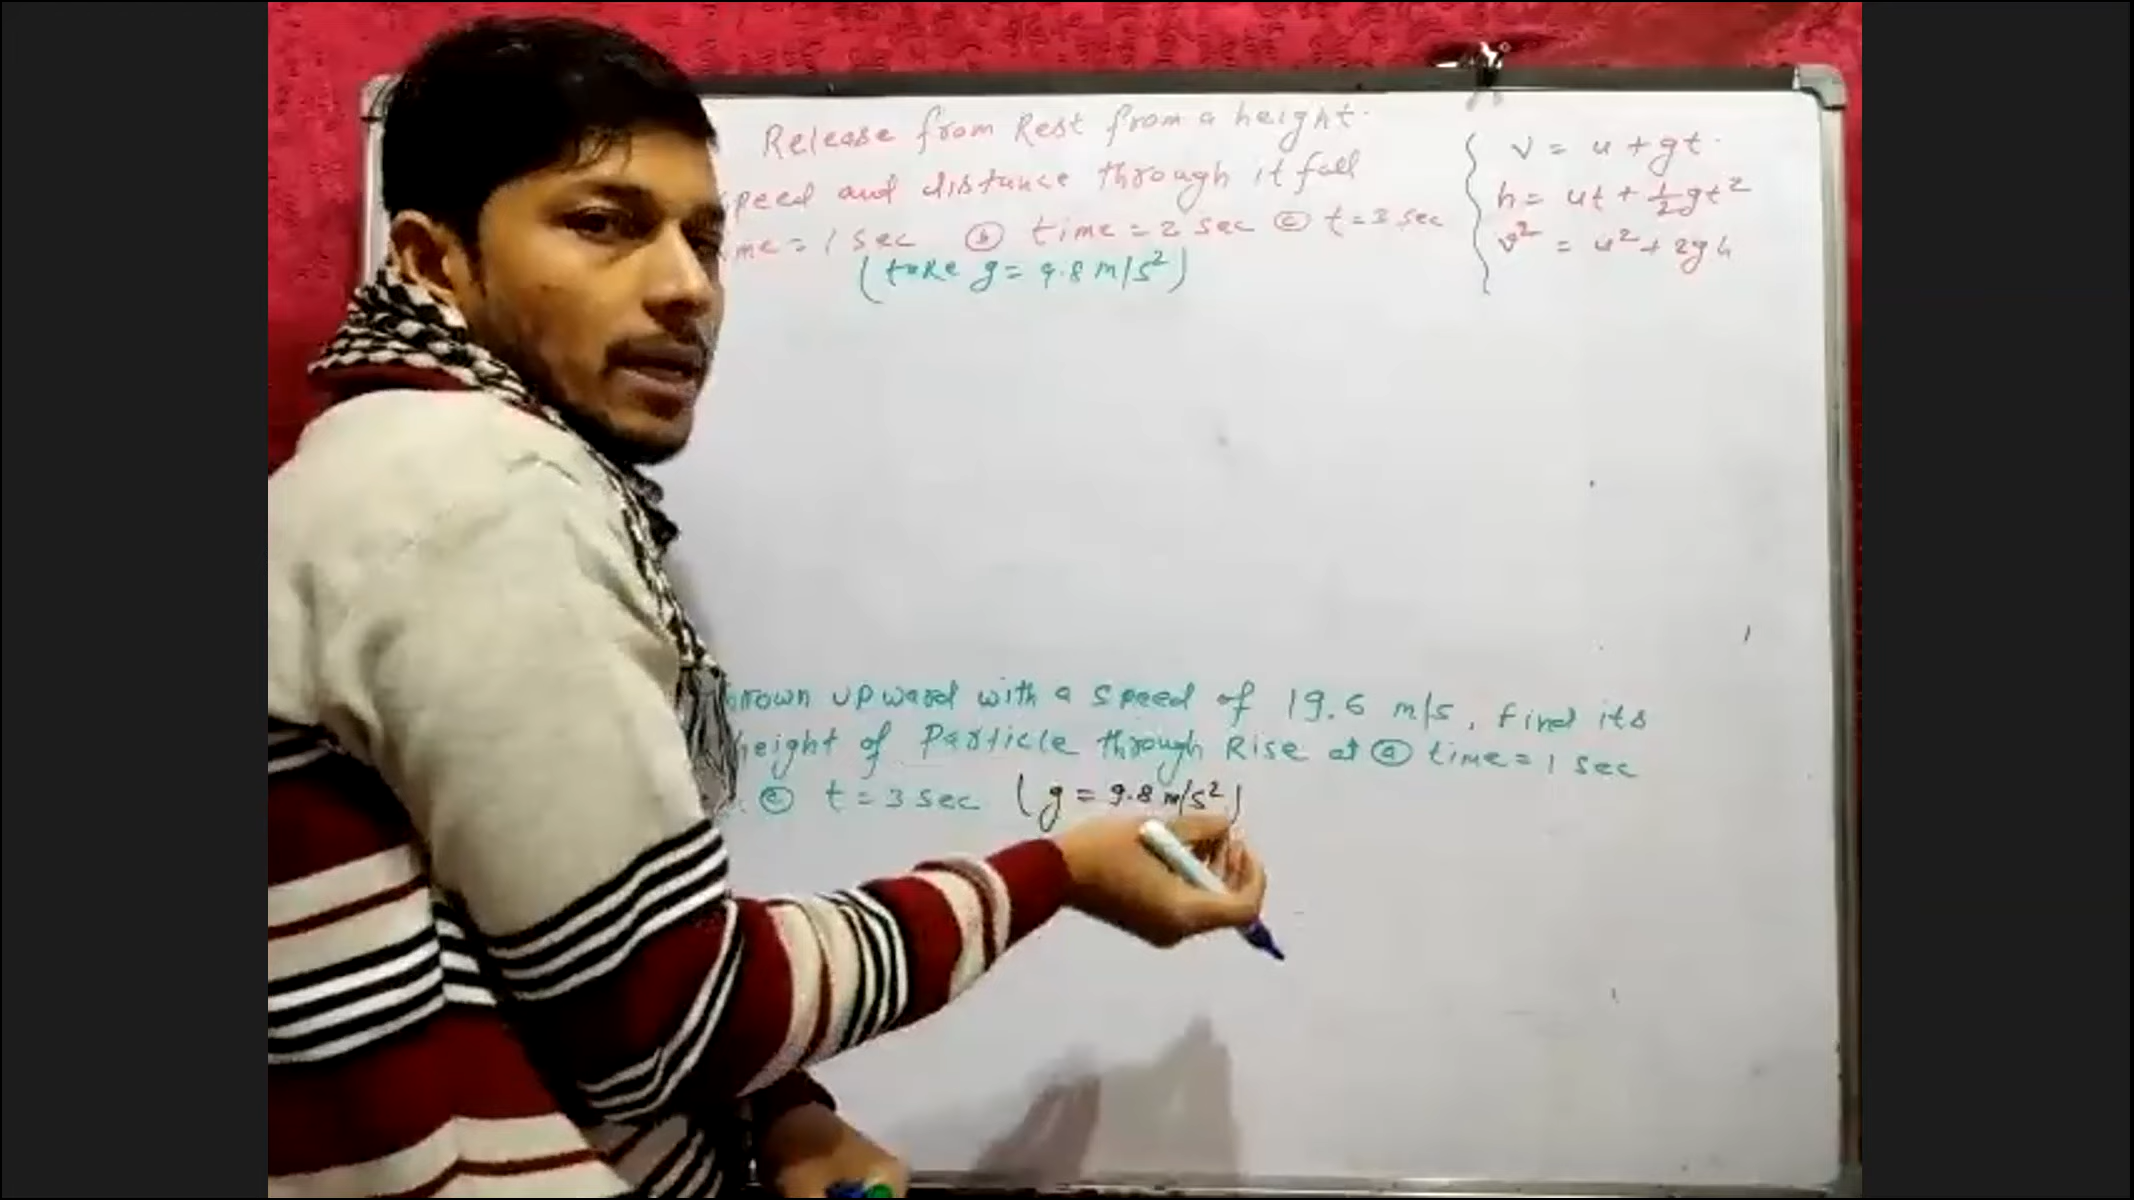 Release from Rest from a height.
speed and distance through it fall
time = 1 sec ⓑ time = 2 sec ⓒ t = 3 sec
(take g = 9.8 m/s²)
v = u + gt.
h = ut + ½gt²
v² = u² + 2gh
thrown upward with a speed of 19.6 m/s, find its
height of Particle through Rise at ⓐ time = 1 sec
ⓒ t = 3 sec (g = 9.8 m/s²)